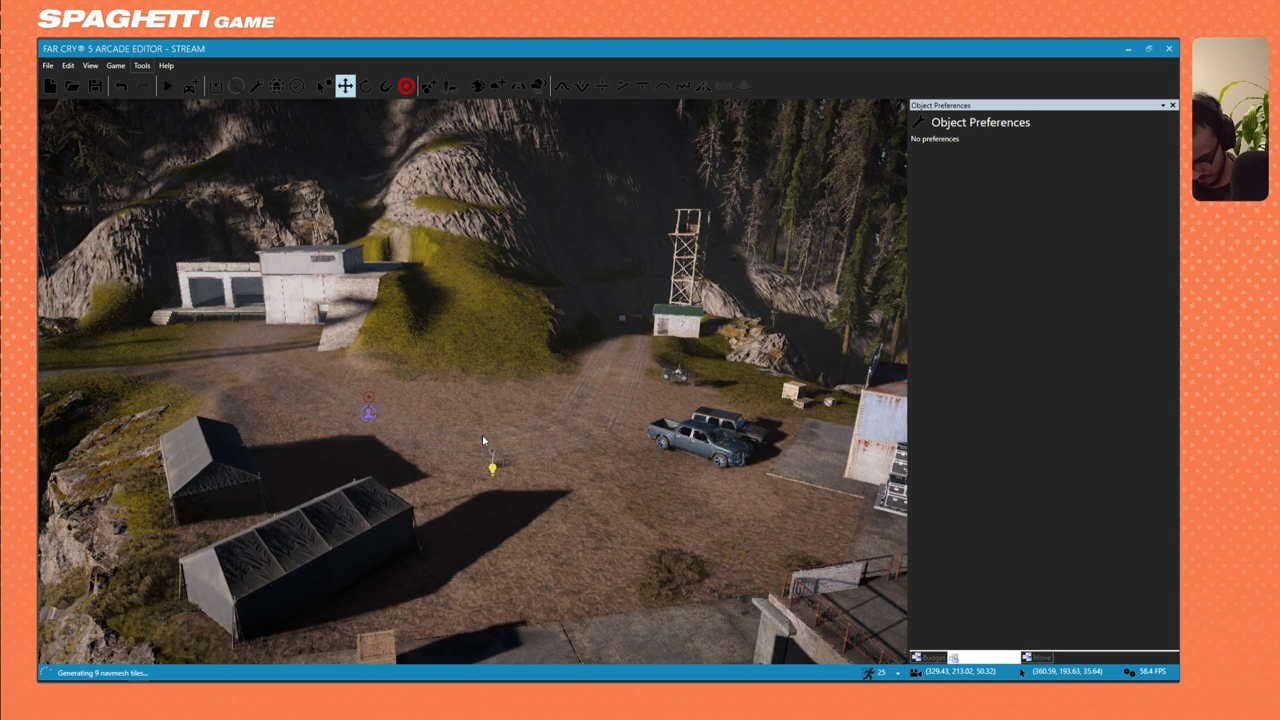 SPAGHETTI GAME
FAR CRY® 5 ARCADE EDITOR - STREAM
File Edit View Game Tools Help
Object Preferences
Object Preferences
No preferences
Budget
Move
Generating 9 navmesh tiles...
25
(329.43, 213.02, 50.32)
(360.59, 193.63, 35.64)
58.4 FPS